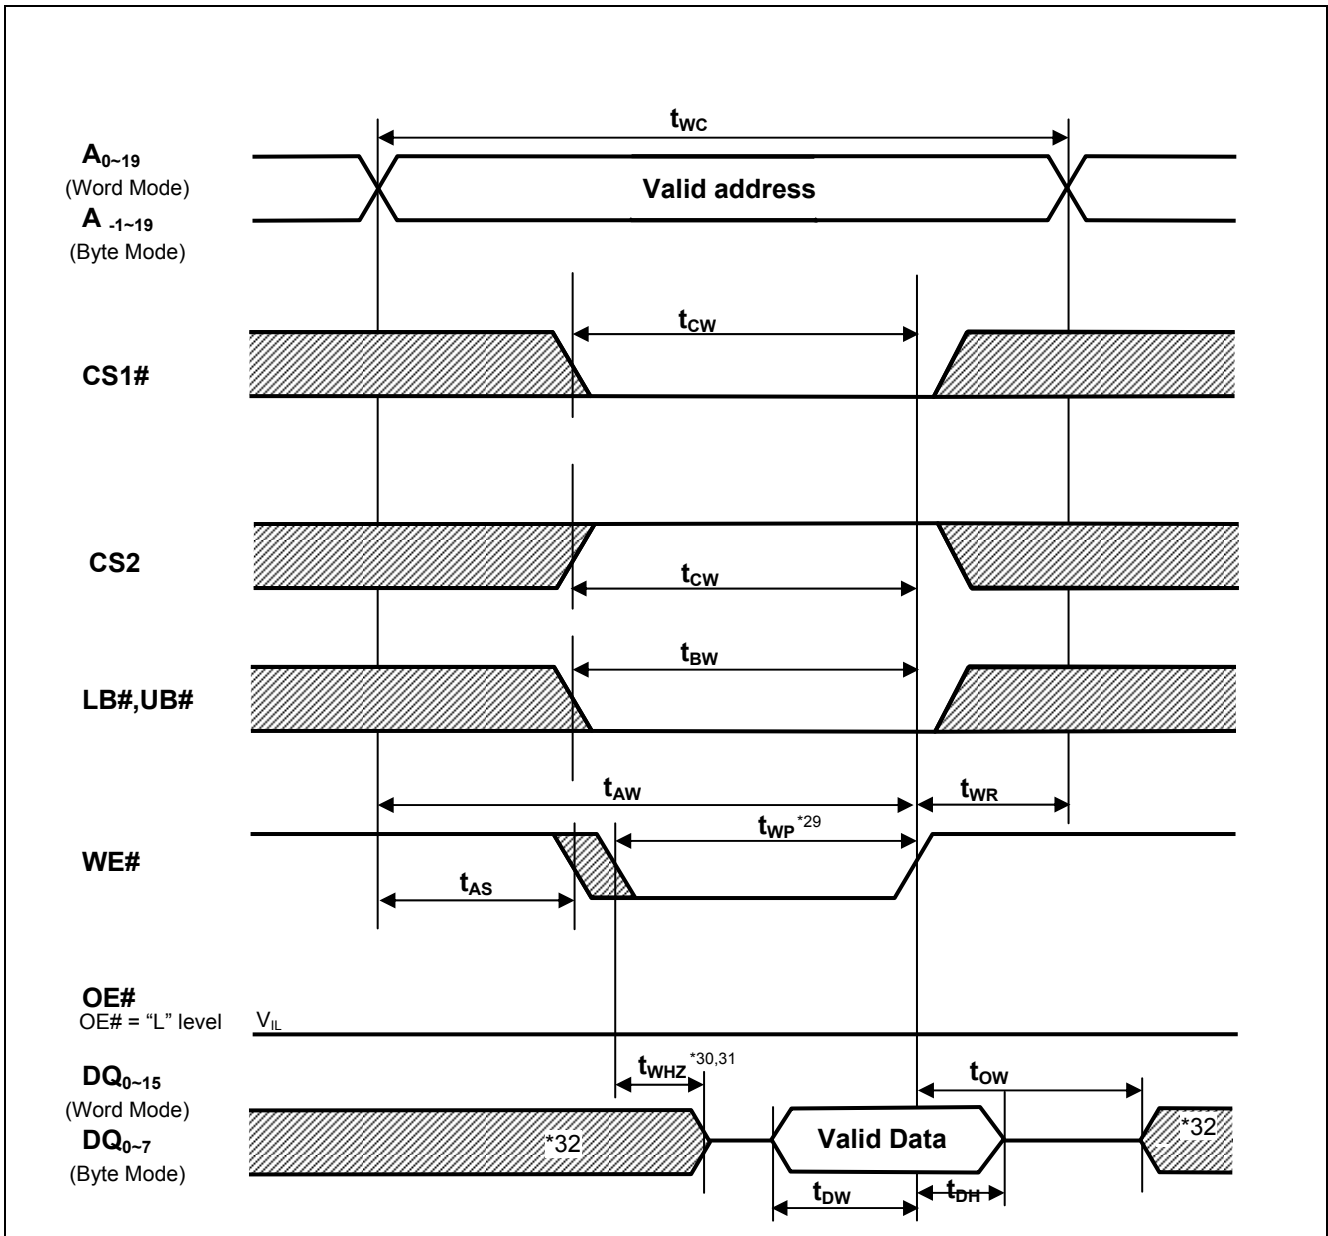 tWC
A0~19
(Word Mode)
Valid address
A -1~19
(Byte Mode)
tCW
CS1#
CS2
tCW
tBW
LB#,UB#
tAW
tWR
tWP *29
WE#
tAS
OE#
OE# = “L” level VIL
tWHZ *30,31
tOW
DQ0~15
(Word Mode)
*32
Valid Data
*32
DQ0~7
(Byte Mode)
tDW
tDH